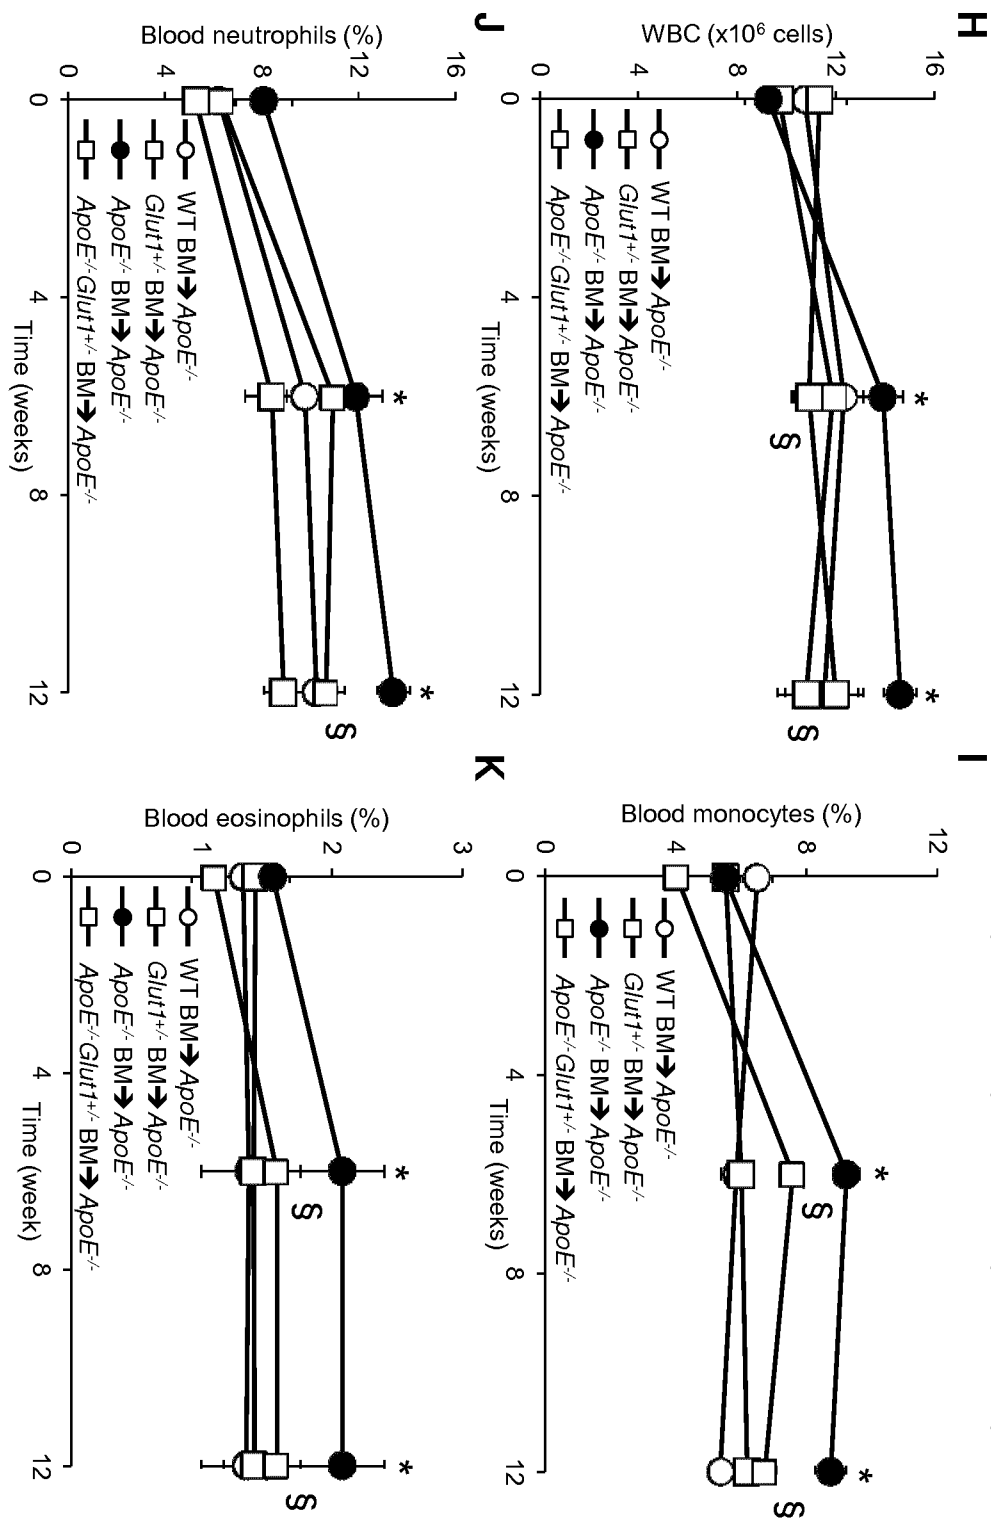 H
WBC (x10⁶ cells)
0 4 8 12 16
0 4 8 12
Time (weeks)
WT BM➔ApoE⁻/⁻
Glut1⁺/⁻ BM➔ApoE⁻/⁻
ApoE⁻/⁻ BM➔ApoE⁻/⁻
ApoE⁻/⁻Glut1⁺/⁻ BM➔ApoE⁻/⁻
*
§
*
§
I
Blood monocytes (%)
0 4 8 12
0 4 8 12
Time (weeks)
WT BM➔ApoE⁻/⁻
Glut1⁺/⁻ BM➔ApoE⁻/⁻
ApoE⁻/⁻ BM➔ApoE⁻/⁻
ApoE⁻/⁻Glut1⁺/⁻ BM➔ApoE⁻/⁻
*
§
*
§
J
Blood neutrophils (%)
0 4 8 12 16
0 4 8 12
Time (weeks)
WT BM➔ApoE⁻/⁻
Glut1⁺/⁻ BM➔ApoE⁻/⁻
ApoE⁻/⁻ BM➔ApoE⁻/⁻
ApoE⁻/⁻Glut1⁺/⁻ BM➔ApoE⁻/⁻
*
*
§
K
Blood eosinophils (%)
0 1 2 3
0 4 8 12
Time (week)
WT BM➔ApoE⁻/⁻
Glut1⁺/⁻ BM➔ApoE⁻/⁻
ApoE⁻/⁻ BM➔ApoE⁻/⁻
ApoE⁻/⁻Glut1⁺/⁻ BM➔ApoE⁻/⁻
*
§
*
§